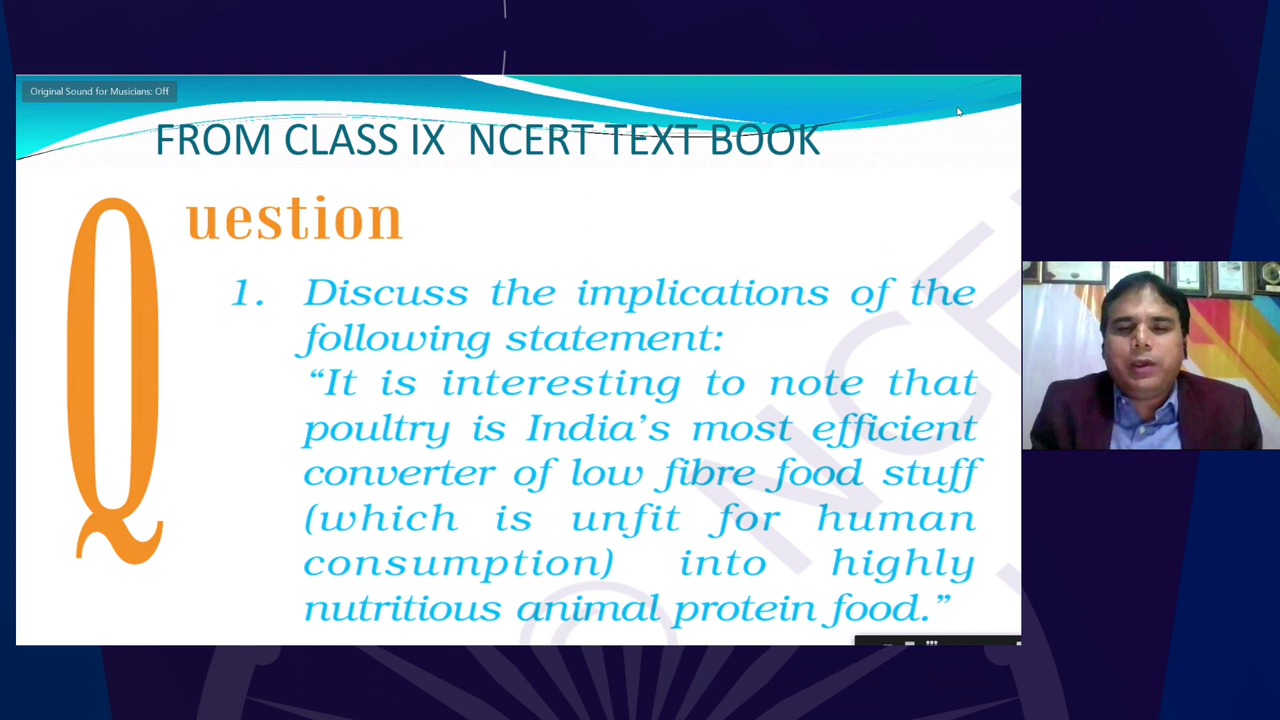 Original Sound for Musicians: Off
FROM CLASS IX NCERT TEXT BOOK
Question
1. Discuss the implications of the
following statement:
“It is interesting to note that
poultry is India’s most efficient
converter of low fibre food stuff
(which is unfit for human
consumption) into highly
nutritious animal protein food.”
© NCE